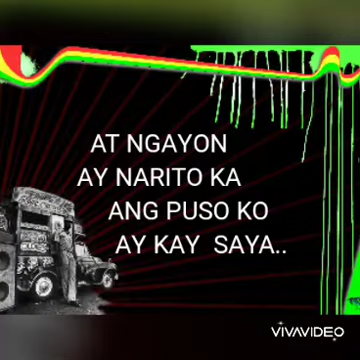 AT NGAYON
AY NARITO KA
ANG PUSO KO
AY KAY SAYA..
VIVAVIDEO